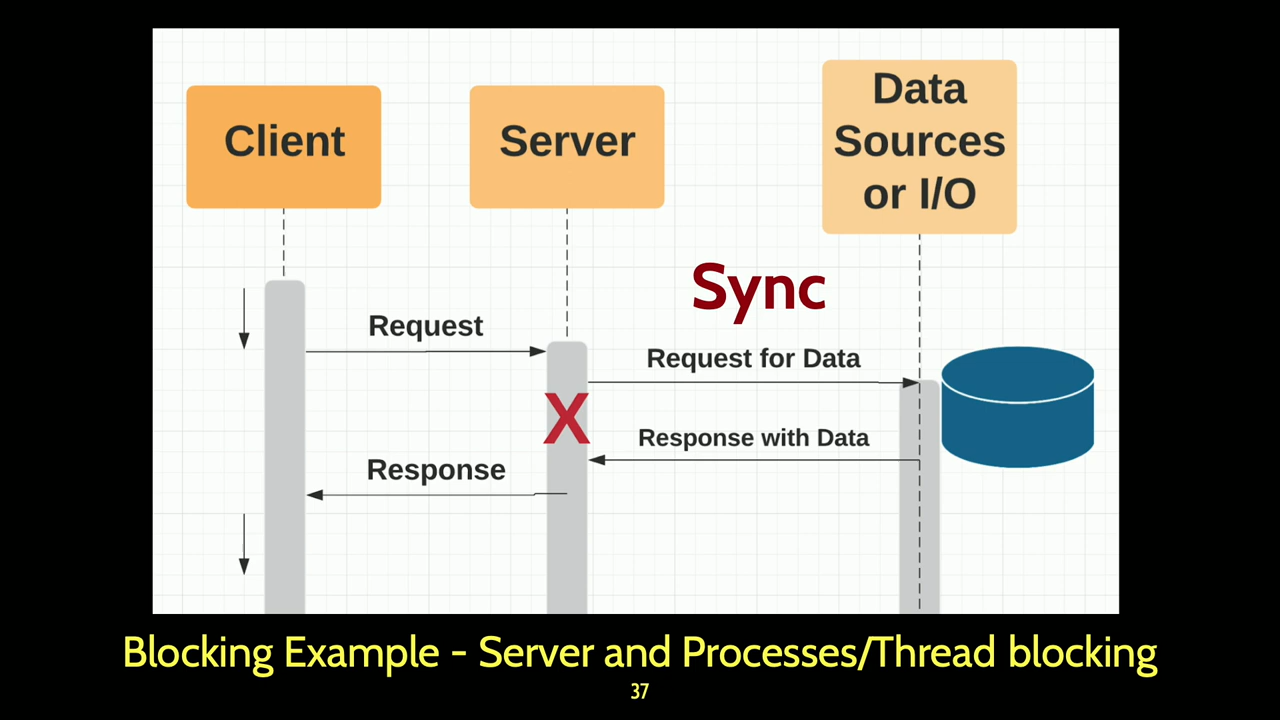 Client
Server
Data
Sources
or I/O
Sync
Request
Request for Data
X
Response with Data
Response
Blocking Example - Server and Processes/Thread blocking
37